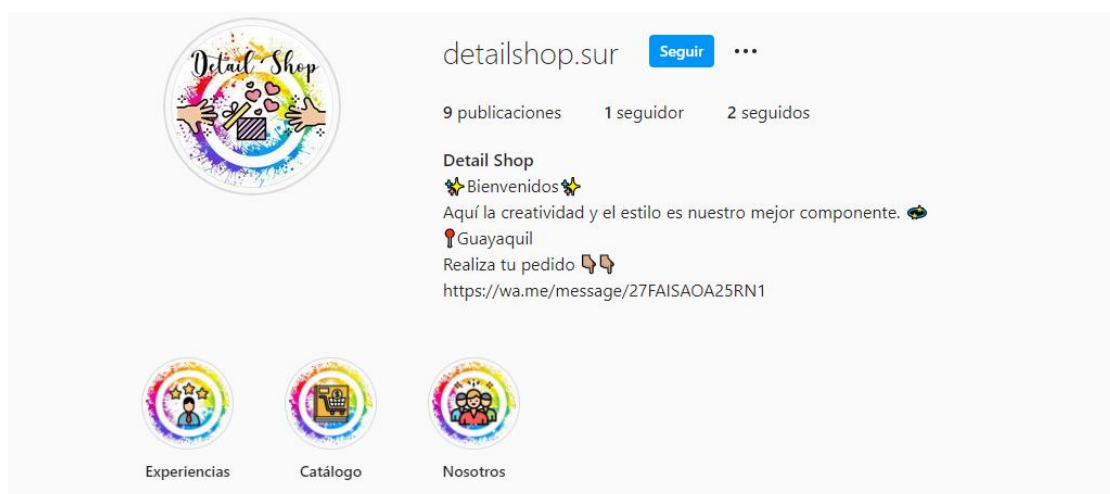 Detail Shop
detailshop.sur Seguir
9 publicaciones 1 seguidor 2 seguidos
Detail Shop
✨Bienvenidos✨
Aquí la creatividad y el estilo es nuestro mejor componente. 💫
📍Guayaquil
Realiza tu pedido 👇🏽👇🏽
https://wa.me/message/27FAISAOA25RN1
Experiencias Catálogo Nosotros